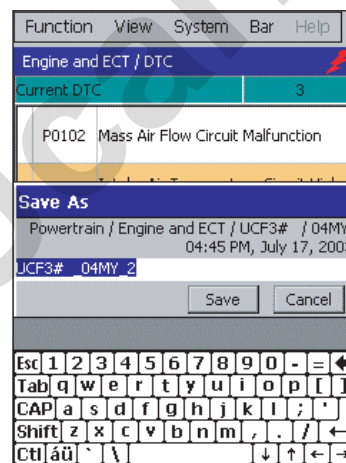 Function View System Bar Help
Engine and ECT / DTC
Current DTC 3
P0102 Mass Air Flow Circuit Malfunction
Save As
Powertrain / Engine and ECT / UCF3# / 04MY
04:45 PM, July 17, 200
UCF3# _04MY_2
Save Cancel
Esc 1 2 3 4 5 6 7 8 9 0 - =
Tab q w e r t y u i o p [ ]
CAP a s d f g h j k l ; '
Shift z x c v b n m , . / ←
Ctl áü ` \ ↓ ↑ ← →